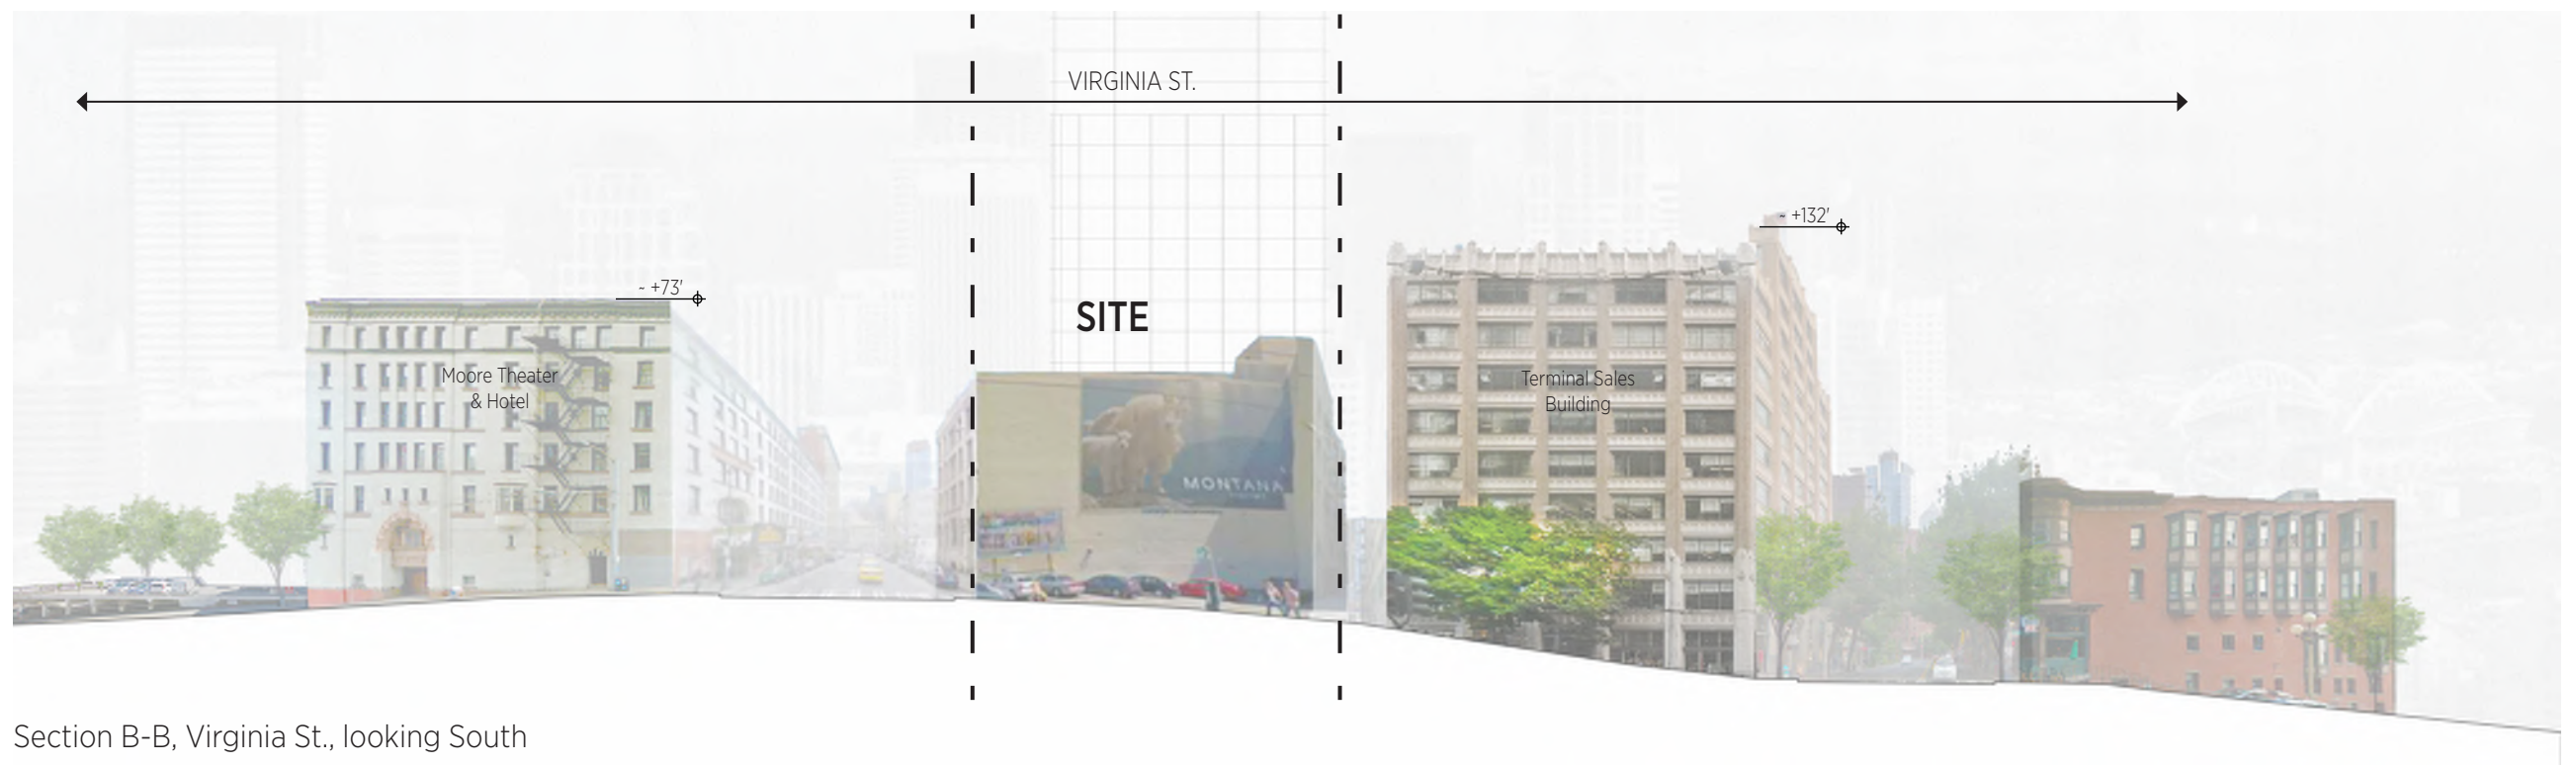 VIRGINIA ST.
~ +132'
~ +73'
SITE
Moore Theater
& Hotel
Terminal Sales
Building
MONTANA
Section B-B, Virginia St., looking South